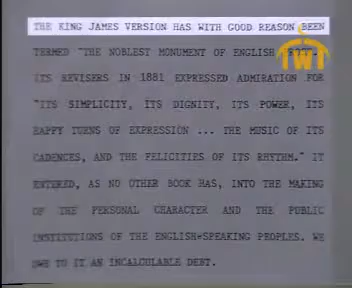 THE KING JAMES VERSION HAS WITH GOOD REASON BEEN
TERMED "THE NOBLEST MONUMENT OF ENGLISH
ITS REVISERS IN 1881 EXPRESSED ADMIRATION FOR
"ITS SIMPLICITY, ITS DIGNITY, ITS POWER, ITS
HAPPY TURNS OF EXPRESSION ... THE MUSIC OF ITS
CADENCES, AND THE FELICITIES OF ITS RHYTHM." IT
ENTERED, AS NO OTHER BOOK HAS, INTO THE MAKING
OF THE PERSONAL CHARACTER AND THE PUBLIC
INSTITUTIONS OF THE ENGLISH-SPEAKING PEOPLES. WE
OWE TO IT AN INCALCULABLE DEBT.